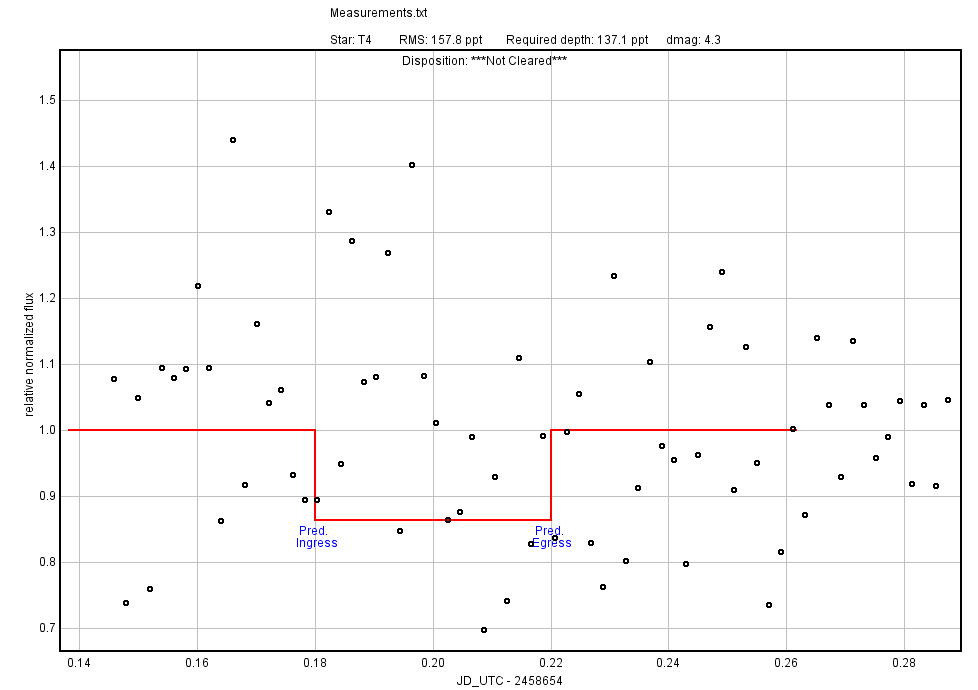 Measurements.txt
Star: T4 RMS: 157.8 ppt Required depth: 137.1 ppt dmag: 4.3
Disposition: ***Not Cleared***
relative normalized flux
1.5
1.4
1.3
1.2
1.1
1.0
0.9
0.8
0.7
Pred.
Ingress
Pred.
Egress
0.14 0.16 0.18 0.20 0.22 0.24 0.26 0.28
JD_UTC - 2458654